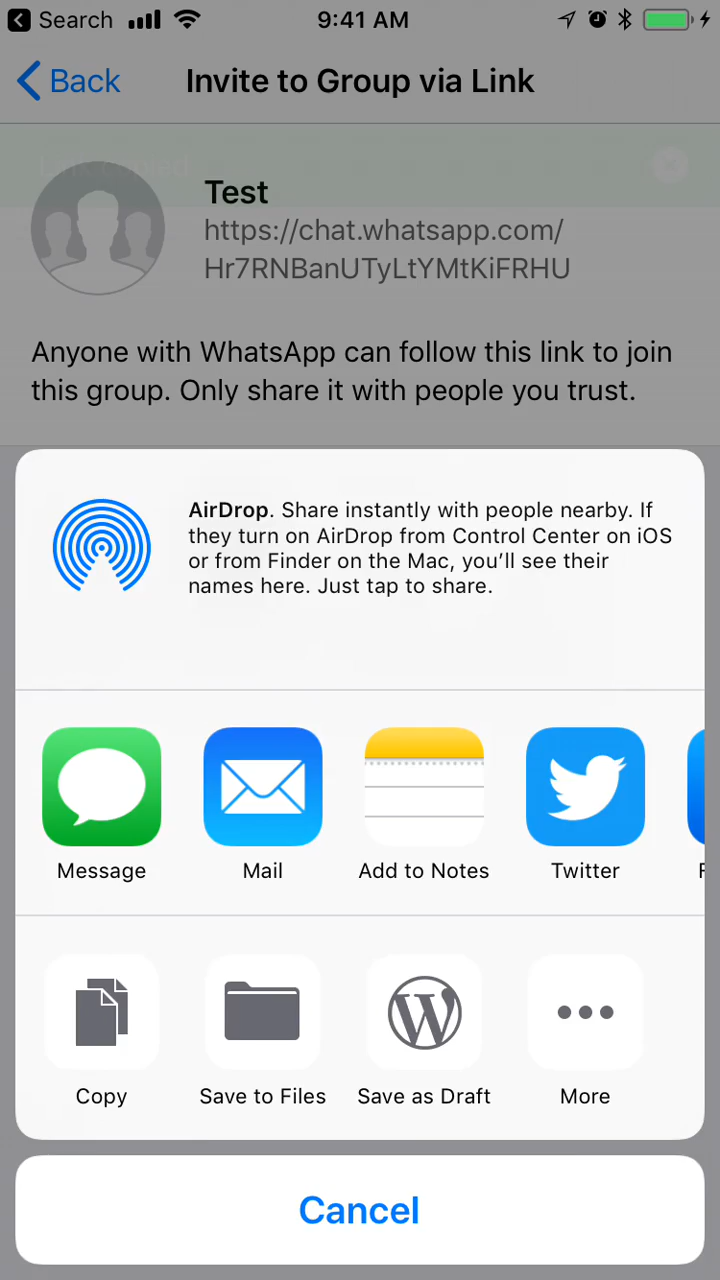 Search
9:41 AM
Back
Invite to Group via Link
Link copied
Test
https://chat.whatsapp.com/
Hr7RNBanUTyLtYMtKiFRHU
Anyone with WhatsApp can follow this link to join
this group. Only share it with people you trust.
AirDrop. Share instantly with people nearby. If
they turn on AirDrop from Control Center on iOS
or from Finder on the Mac, you’ll see their
names here. Just tap to share.
Message Mail Add to Notes Twitter
Copy Save to Files Save as Draft More
Cancel